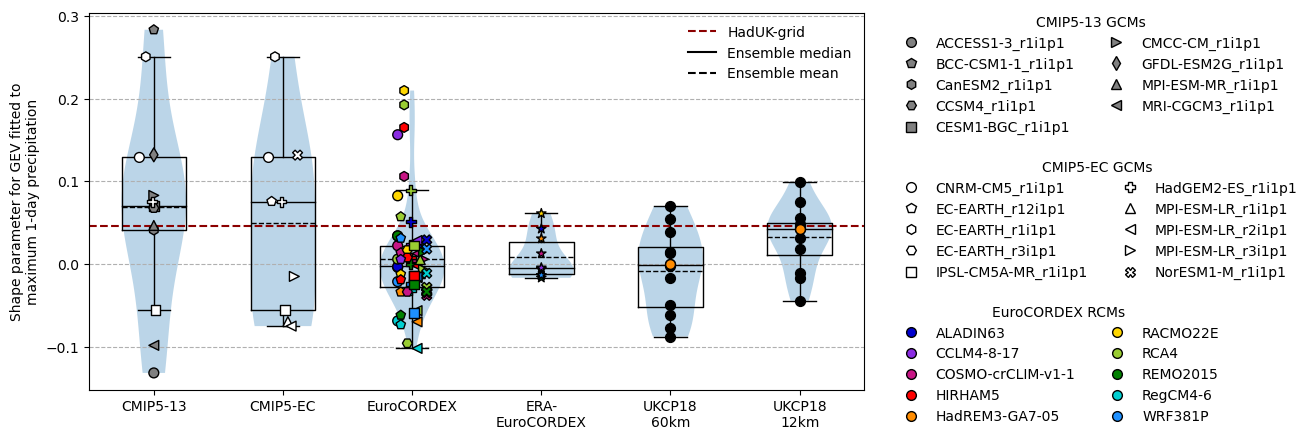 Shape parameter for GEV fitted to
maximum 1-day precipitation
0.3
0.2
0.1
0.0
−0.1
HadUK-grid
Ensemble median
Ensemble mean
CMIP5-13
CMIP5-EC
EuroCORDEX
ERA-
EuroCORDEX
UKCP18
60km
UKCP18
12km
CMIP5-13 GCMs
ACCESS1-3_r1i1p1
BCC-CSM1-1_r1i1p1
CanESM2_r1i1p1
CCSM4_r1i1p1
CESM1-BGC_r1i1p1
CMCC-CM_r1i1p1
GFDL-ESM2G_r1i1p1
MPI-ESM-MR_r1i1p1
MRI-CGCM3_r1i1p1
CMIP5-EC GCMs
CNRM-CM5_r1i1p1
EC-EARTH_r12i1p1
EC-EARTH_r1i1p1
EC-EARTH_r3i1p1
IPSL-CM5A-MR_r1i1p1
HadGEM2-ES_r1i1p1
MPI-ESM-LR_r1i1p1
MPI-ESM-LR_r2i1p1
MPI-ESM-LR_r3i1p1
NorESM1-M_r1i1p1
EuroCORDEX RCMs
ALADIN63
CCLM4-8-17
COSMO-crCLIM-v1-1
HIRHAM5
HadREM3-GA7-05
RACMO22E
RCA4
REMO2015
RegCM4-6
WRF381P